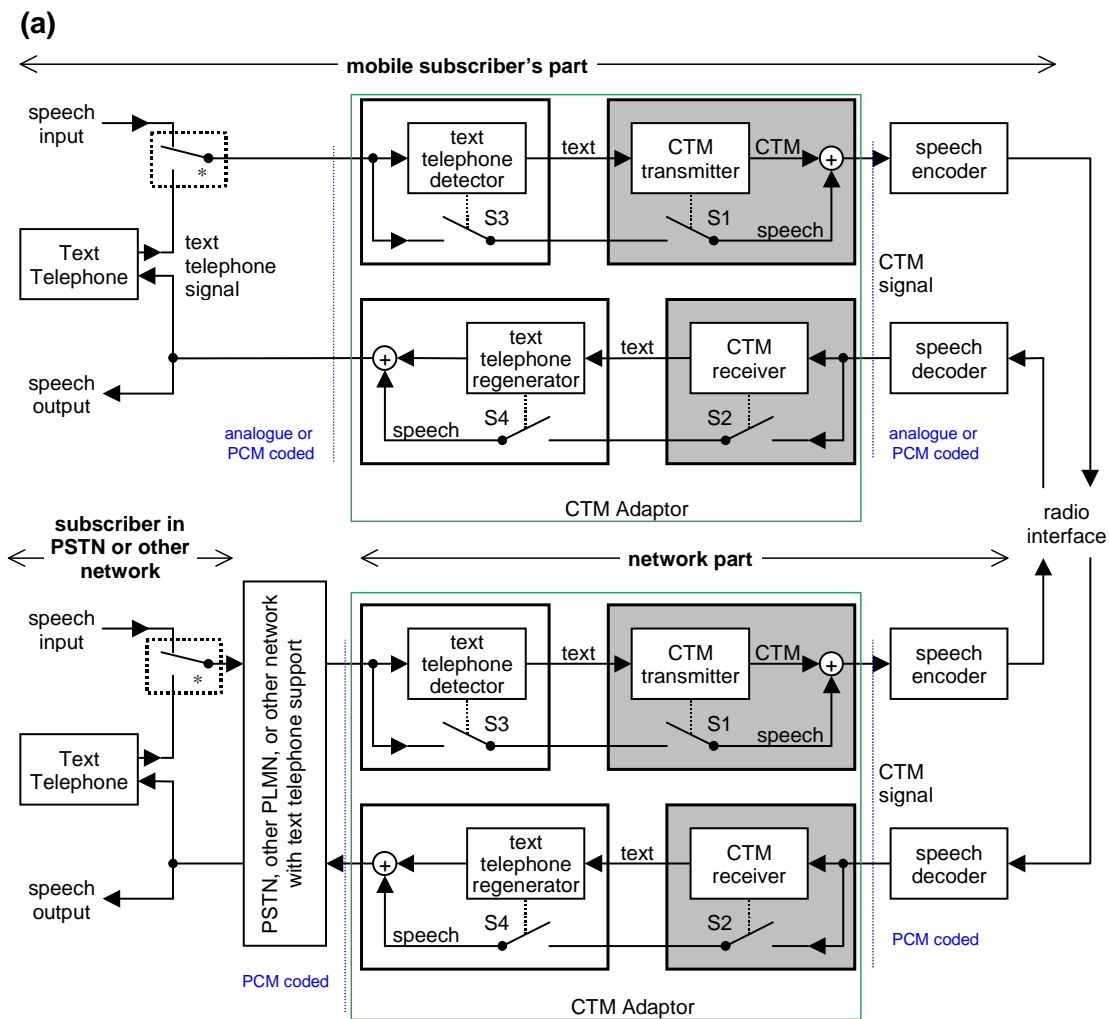 (a)
mobile subscriber's part
speech
input
*
Text
Telephone
text
telephone
signal
speech
output
text
telephone
detector
S3
text
CTM
transmitter
CTM
+
S1
speech
speech
encoder
CTM
signal
+
text
telephone
regenerator
S4
speech
text
CTM
receiver
S2
speech
decoder
analogue or
PCM coded
analogue or
PCM coded
CTM Adaptor
radio
interface
subscriber in
PSTN or other
network
network part
speech
input
*
Text
Telephone
speech
output
PSTN, other PLMN, or other network
with text telephone support
text
telephone
detector
S3
text
CTM
transmitter
CTM
+
S1
speech
speech
encoder
CTM
signal
+
text
telephone
regenerator
S4
speech
text
CTM
receiver
S2
speech
decoder
PCM coded
PCM coded
CTM Adaptor